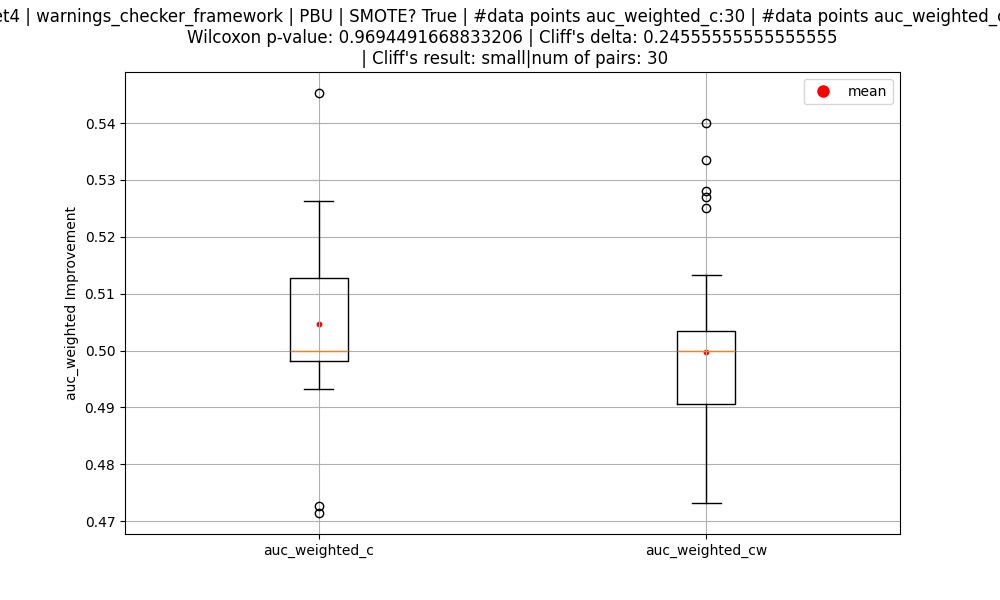 et4 | warnings_checker_framework | PBU | SMOTE? True | #data points auc_weighted_c:30 | #data points auc_weighted_c
Wilcoxon p-value: 0.9694491668833206 | Cliff's delta: 0.24555555555555555
| Cliff's result: small|num of pairs: 30
mean
0.54
0.53
0.52
0.51
0.50
0.49
0.48
0.47
auc_weighted Improvement
auc_weighted_c
auc_weighted_cw